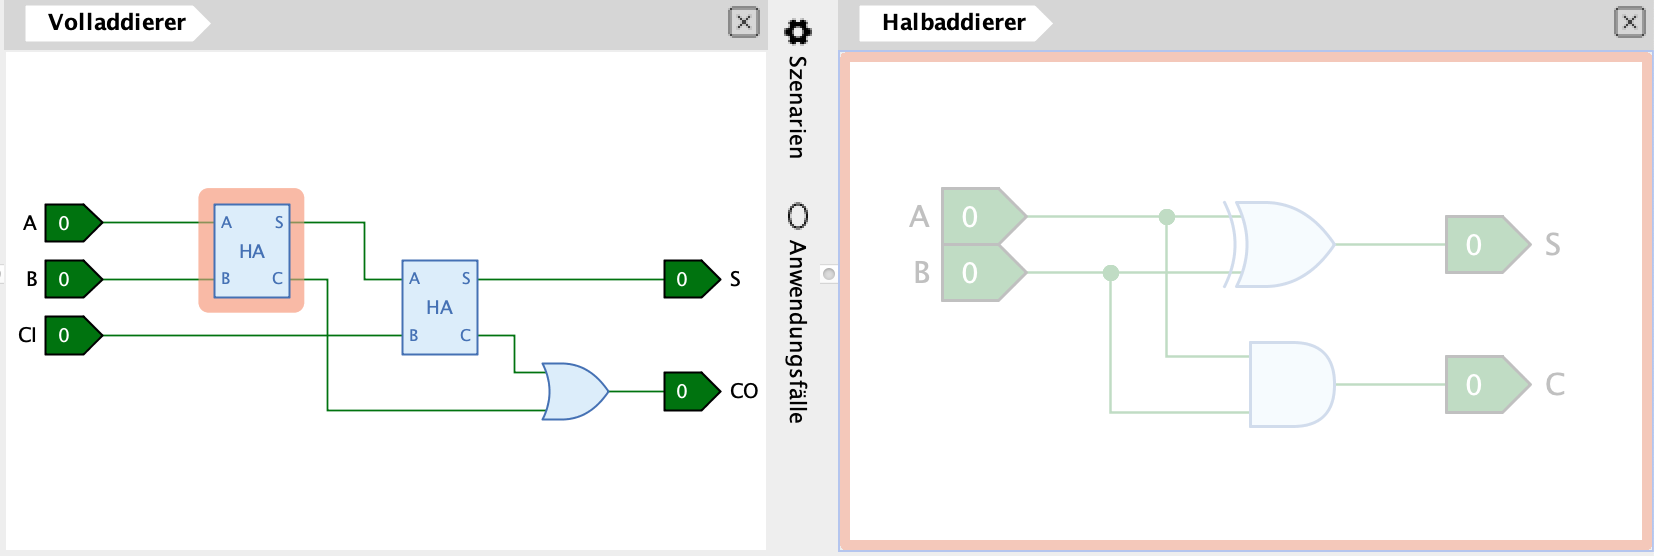 Volladdierer
A 0
B 0
CI 0
A S
HA
B C
A S
HA
B C
0 S
0 CO
Szenarien
Anwendungsfälle
Halbaddierer
A 0
B 0
0 S
0 C